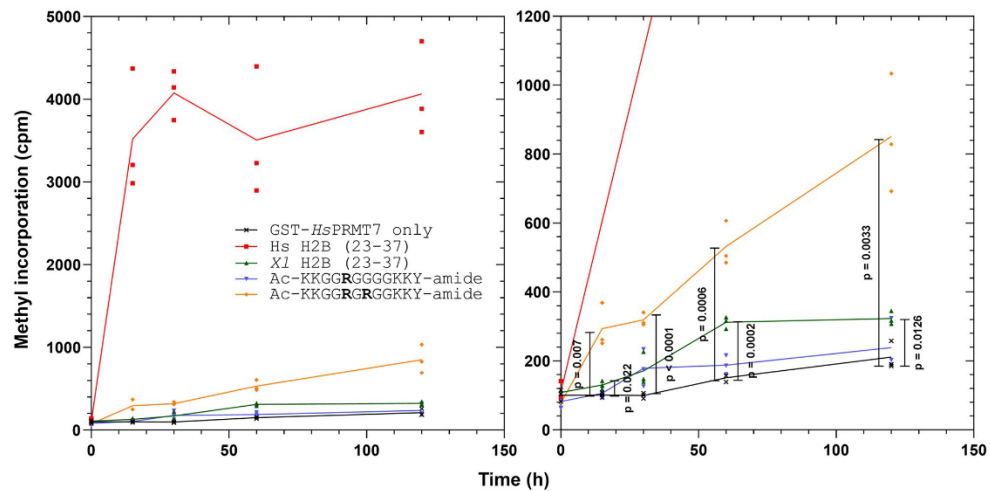 Methyl incorporation (cpm)
5000
4000
3000
2000
1000
0
0
50
100
150
GST-HsPRMT7 only
Hs H2B (23-37)
Xl H2B (23-37)
Ac-KKGGRGGGGKKY-amide
Ac-KKGGRGRGGKKY-amide
1200
1000
800
600
400
200
0
0
50
100
150
p = 0.007
p = 0.022
p < 0.0001
p = 0.0006
p = 0.0002
p = 0.0033
p = 0.0126
Time (h)